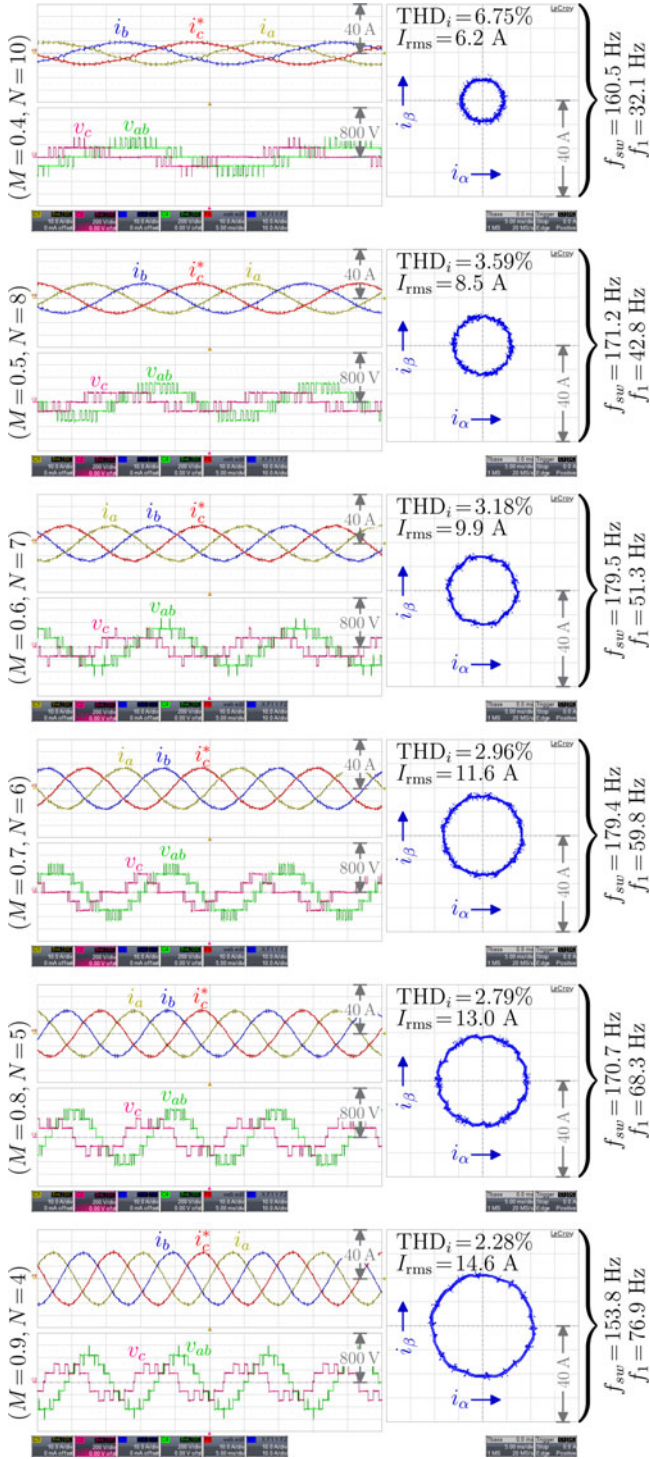 (M=0.4, N=10)
i_b i_c^* i_a
40 A
v_c v_ab
800 V
THD_i=6.75%
I_rms=6.2 A
LeCroy
i_β
i_α
40 A
f_sw=160.5 Hz
f_1=32.1 Hz
(M=0.5, N=8)
i_b i_c^* i_a
40 A
v_c v_ab
800 V
THD_i=3.59%
I_rms=8.5 A
LeCroy
i_β
i_α
40 A
f_sw=171.2 Hz
f_1=42.8 Hz
(M=0.6, N=7)
i_a i_b i_c^*
40 A
v_c v_ab
800 V
THD_i=3.18%
I_rms=9.9 A
LeCroy
i_β
i_α
40 A
f_sw=179.5 Hz
f_1=51.3 Hz
(M=0.7, N=6)
i_a i_b i_c^*
40 A
v_c v_ab
800 V
THD_i=2.96%
I_rms=11.6 A
LeCroy
i_β
i_α
40 A
f_sw=179.4 Hz
f_1=59.8 Hz
(M=0.8, N=5)
i_a i_b i_c^*
40 A
v_c v_ab
800 V
THD_i=2.79%
I_rms=13.0 A
LeCroy
i_β
i_α
40 A
f_sw=170.7 Hz
f_1=68.3 Hz
(M=0.9, N=4)
i_b i_c^* i_a
40 A
v_c v_ab
800 V
THD_i=2.28%
I_rms=14.6 A
LeCroy
i_β
i_α
40 A
f_sw=153.8 Hz
f_1=76.9 Hz